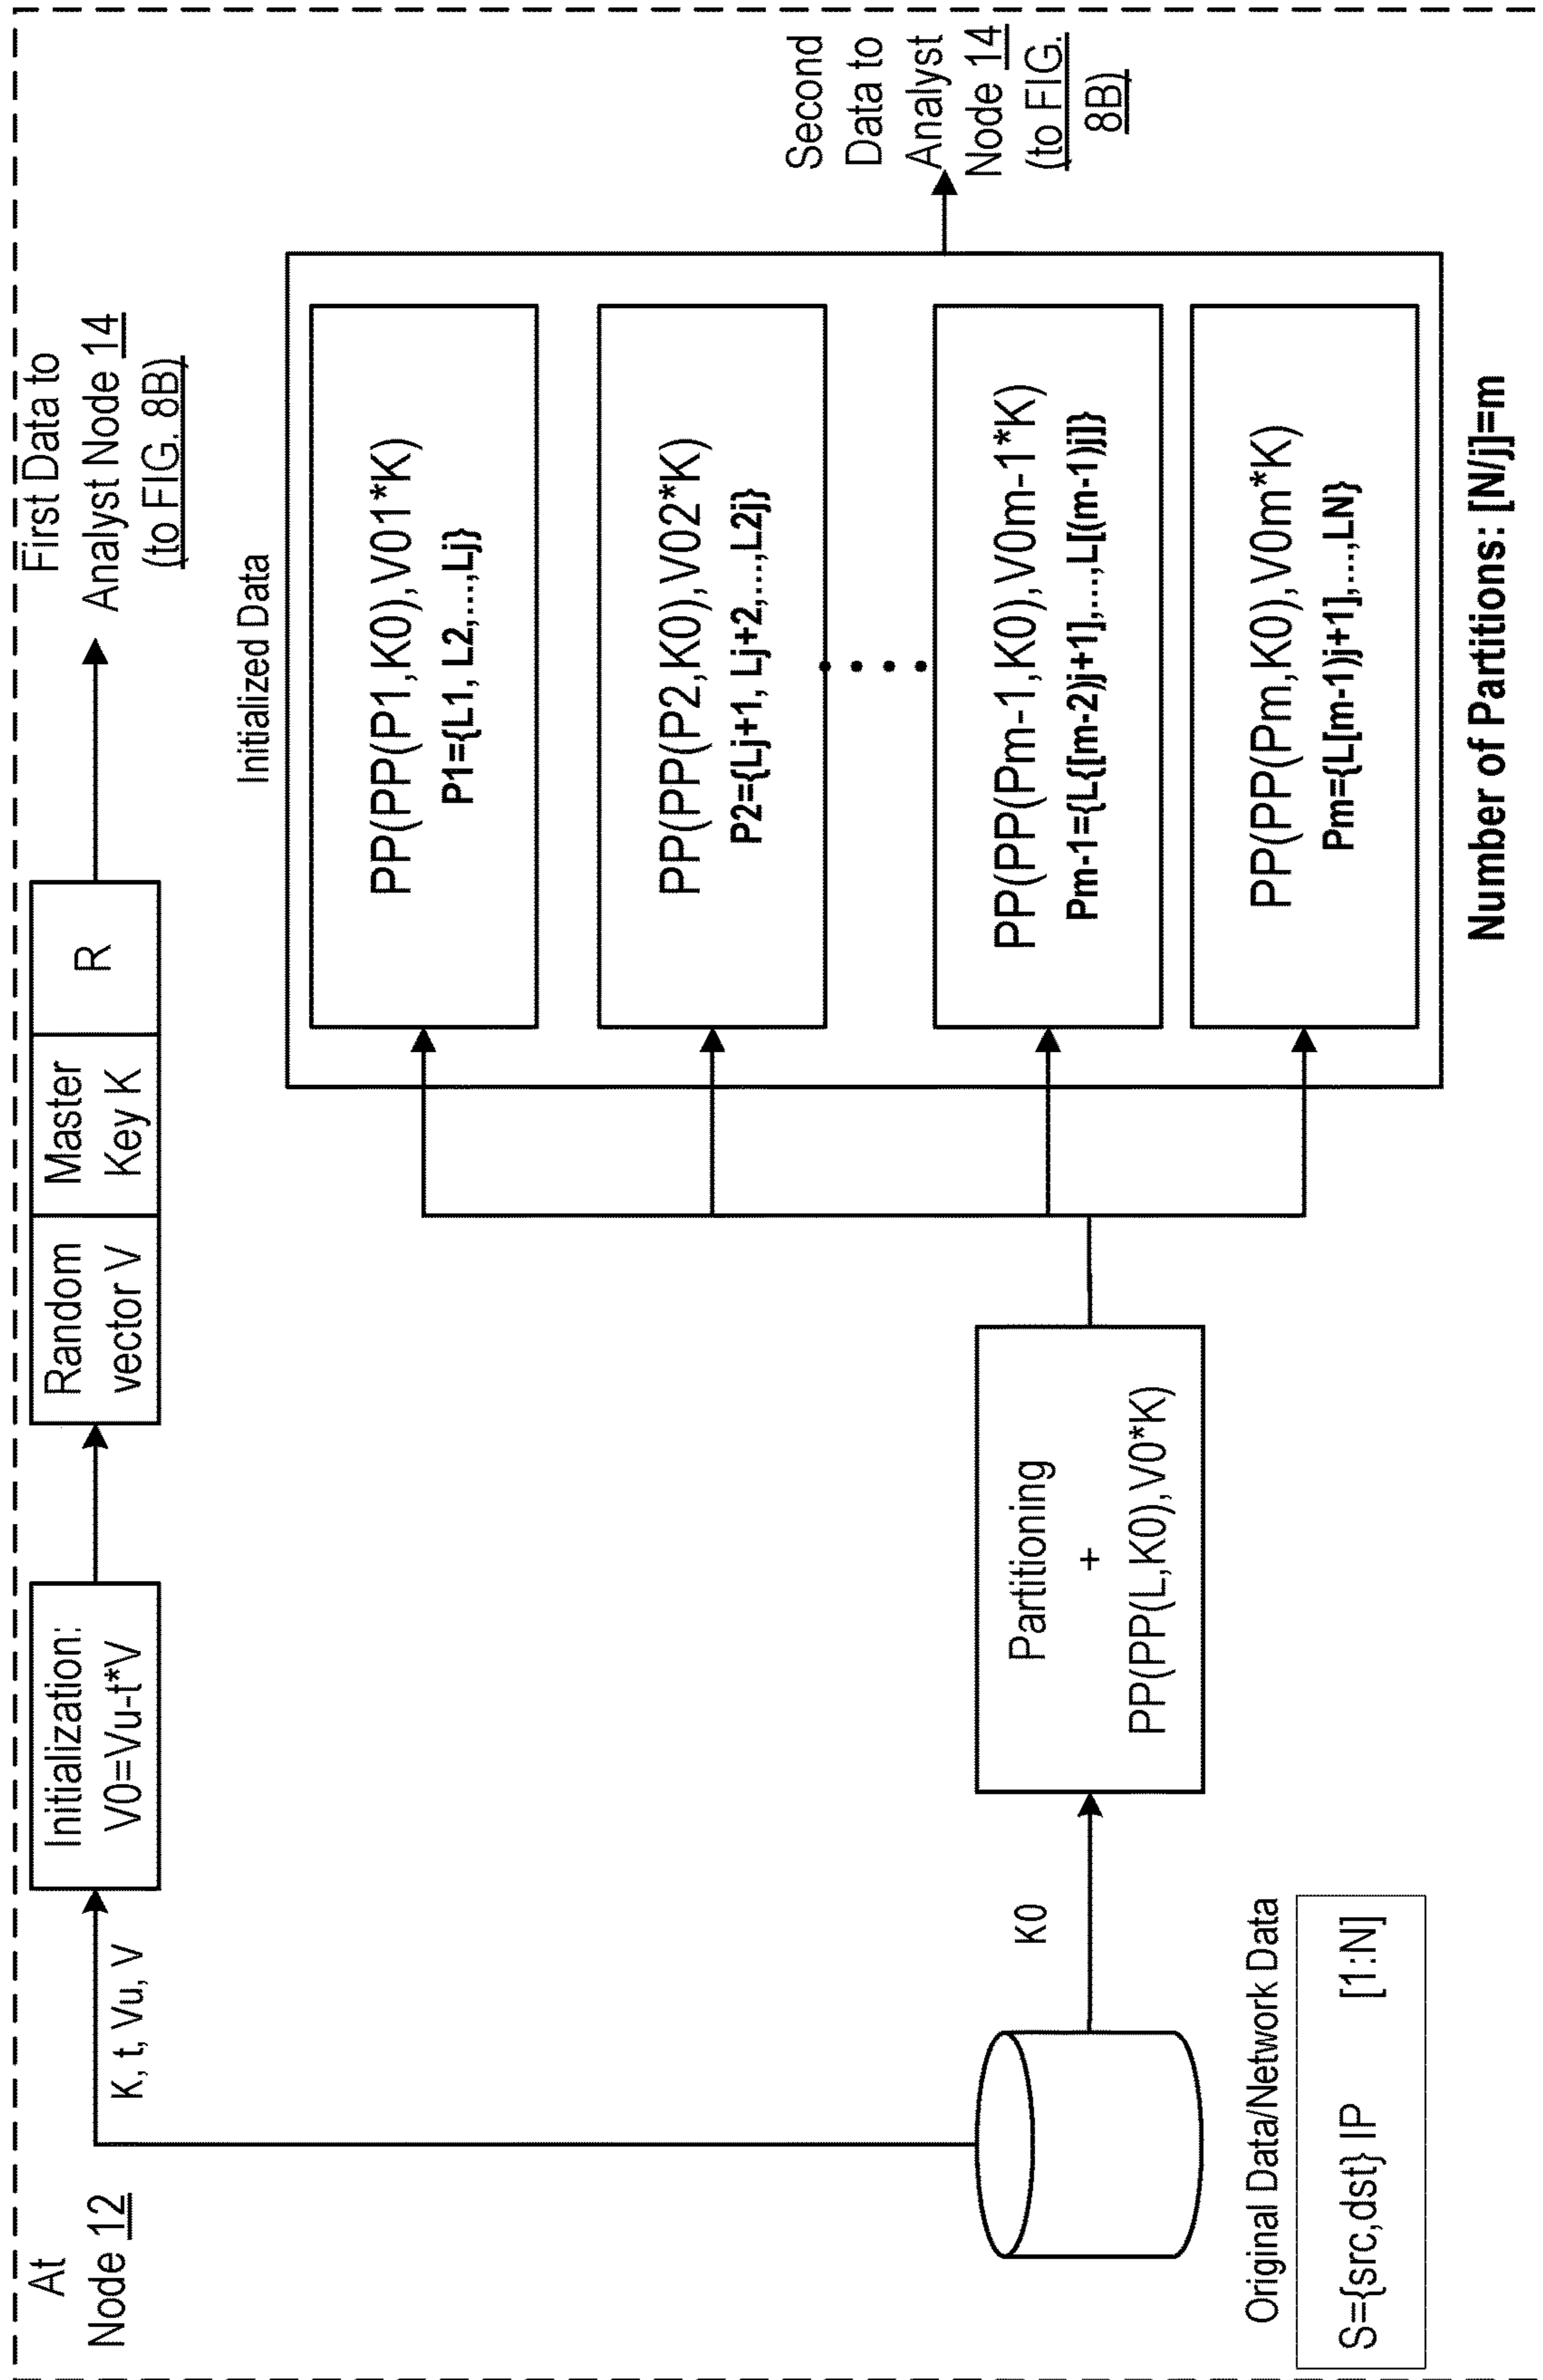 At
Node 12
K, t, Vu, V
Initialization:
V0=Vu-t*V
Random
vector V
Master
Key K
R
First Data to
Analyst Node 14
(to FIG. 8B)
Original Data/Network Data
S={src,dst} IP [1:N]
K0
Partitioning
+
PP(PP(L,K0),V0*K)
Initialized Data
PP(PP(P1,K0),V01*K)
P1={L1, L2,...,Lj}
PP(PP(P2,K0),V02*K)
P2={Lj+1, Lj+2,...,L2j}
PP(PP(Pm-1,K0),V0m-1*K)
Pm-1={L{[m-2)j+1],...,L[(m-1)j]}
PP(PP(Pm,K0),V0m*K)
Pm={L[m-1)j+1],...,LN}
Number of Partitions: [N/j]=m
Second
Data to
Analyst
Node 14
(to FIG.
8B)